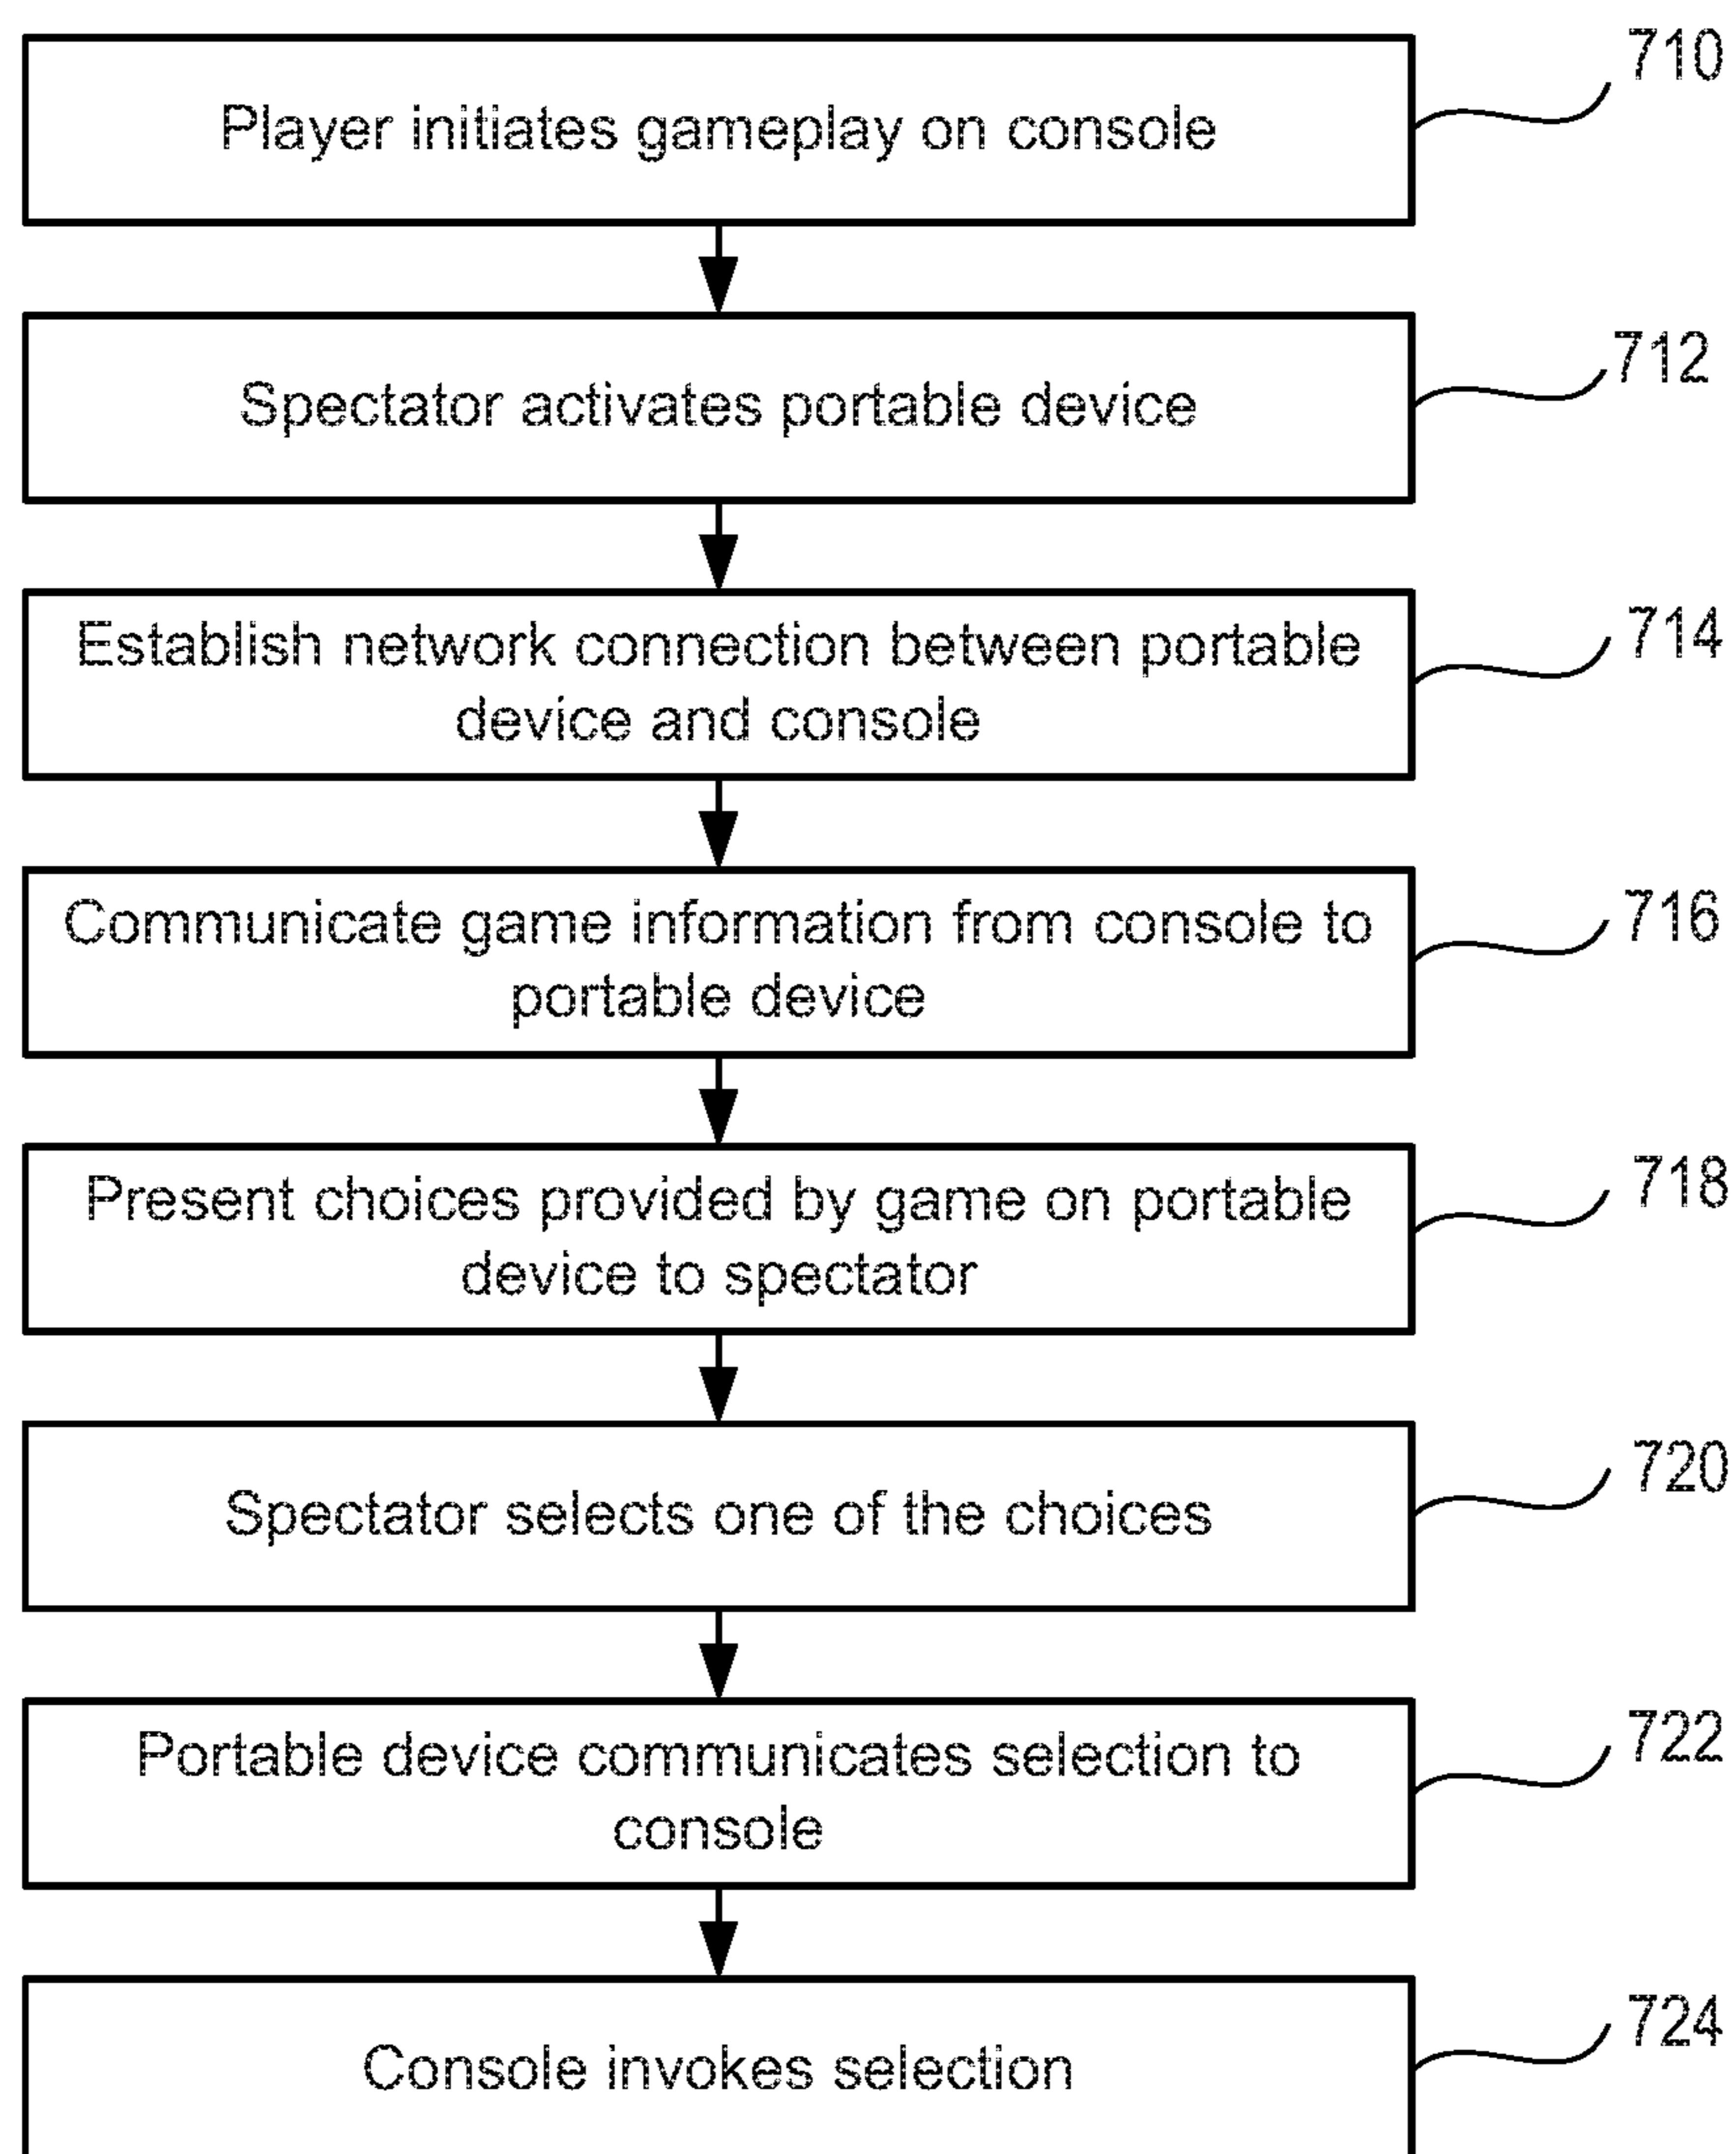 Player initiates gameplay on console
710
Spectator activates portable device
712
Establish network connection between portable
device and console
714
Communicate game information from console to
portable device
716
Present choices provided by game on portable
device to spectator
718
Spectator selects one of the choices
720
Portable device communicates selection to
console
722
Console invokes selection
724